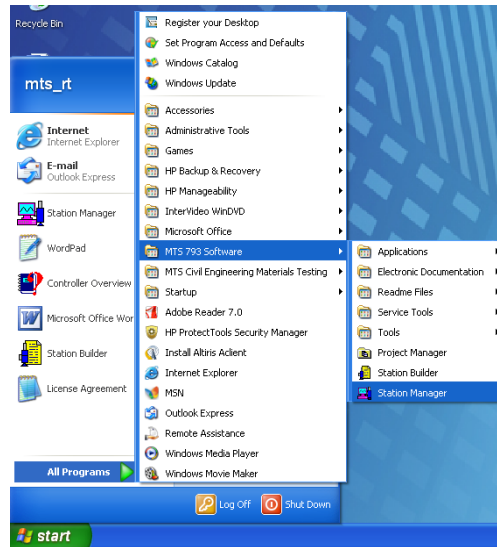 Recycle Bin
mts_rt
Internet
Internet Explorer
E-mail
Outlook Express
Station Manager
WordPad
Controller Overview
Microsoft Office Wor
Station Builder
License Agreement
All Programs
Register your Desktop
Set Program Access and Defaults
Windows Catalog
Windows Update
Accessories
Administrative Tools
Games
HP Backup & Recovery
HP Manageability
InterVideo WinDVD
Microsoft Office
MTS 793 Software
MTS Civil Engineering Materials Testing
Startup
Adobe Reader 7.0
HP ProtectTools Security Manager
Install Altiris Aclient
Internet Explorer
MSN
Outlook Express
Remote Assistance
Windows Media Player
Windows Movie Maker
Applications
Electronic Documentation
Readme Files
Service Tools
Tools
Project Manager
Station Builder
Station Manager
Log Off
Shut Down
start